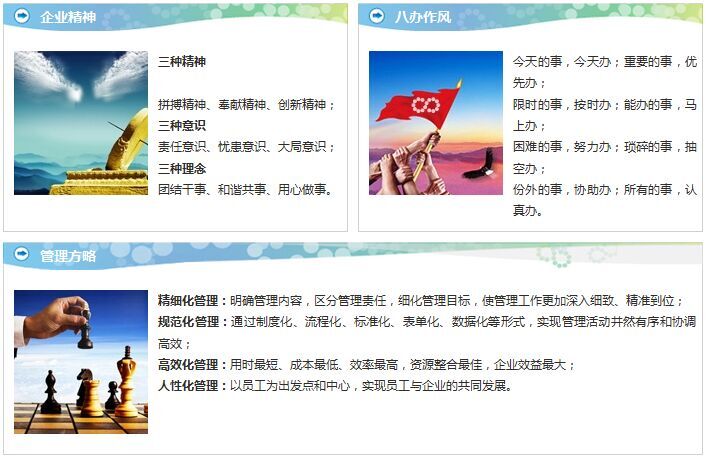 企业精神
三种精神
拼搏精神、奉献精神、创新精神；
三种意识
责任意识、忧患意识、大局意识；
三种理念
团结干事、和谐共事、用心做事。
八办作风
今天的事，今天办；重要的事，优
先办；
限时的事，按时办；能办的事，马
上办；
困难的事，努力办；琐碎的事，抽
空办；
份外的事，协助办；所有的事，认
真办。
管理方略
精细化管理：明确管理内容，区分管理责任，细化管理目标，使管理工作更加深入细致、精准到位；
规范化管理：通过制度化、流程化、标准化、表单化、数据化等形式，实现管理活动井然有序和协调
高效；
高效化管理：用时最短、成本最低、效率最高，资源整合最佳，企业效益最大；
人性化管理：以员工为出发点和中心，实现员工与企业的共同发展。